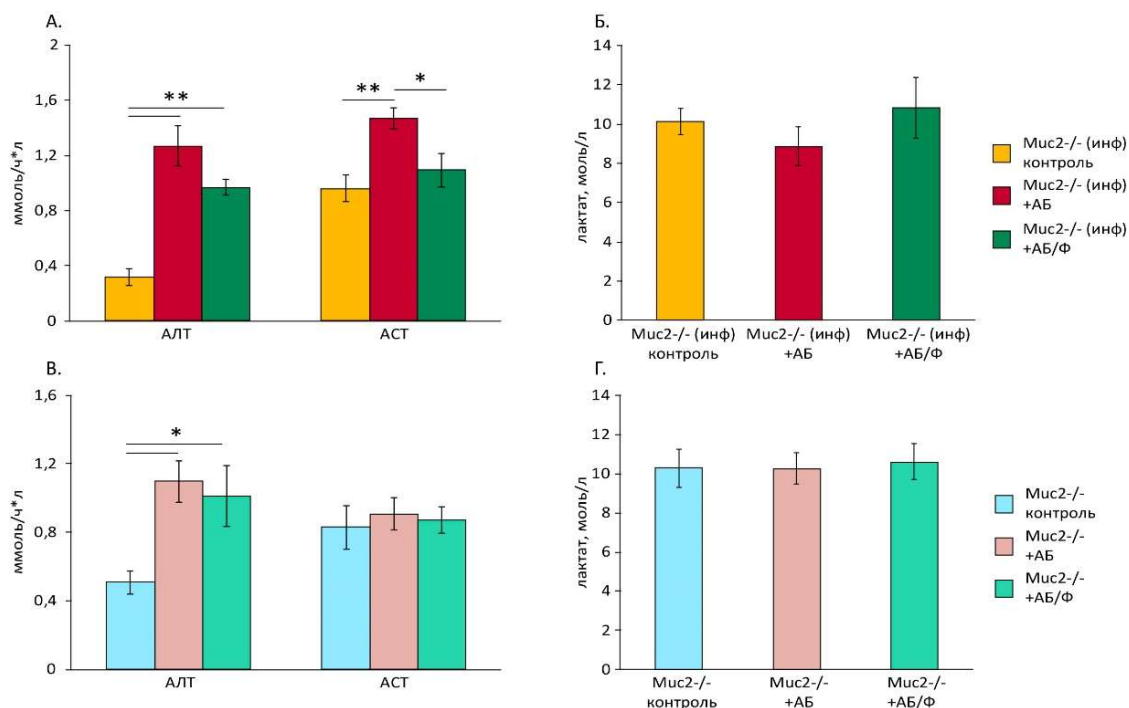 А.
2
1,6
1,2
0,8
0,4
0
ммоль/ч*л
**
**
*
АЛТ
АСТ
Б.
14
12
10
8
6
4
2
0
лактат, моль/л
Muc2-/- (инф)
контроль
Muc2-/- (инф)
+АБ
Muc2-/- (инф)
+АБ/Ф
Muc2-/- (инф)
контроль
Muc2-/- (инф)
+АБ
Muc2-/- (инф)
+АБ/Ф
В.
1,6
1,2
0,8
0,4
0
ммоль/ч*л
*
АЛТ
АСТ
Г.
14
12
10
8
6
4
2
0
лактат, моль/л
Muc2-/-
контроль
Muc2-/-
+АБ
Muc2-/-
+АБ/Ф
Muc2-/-
контроль
Muc2-/-
+АБ
Muc2-/-
+АБ/Ф